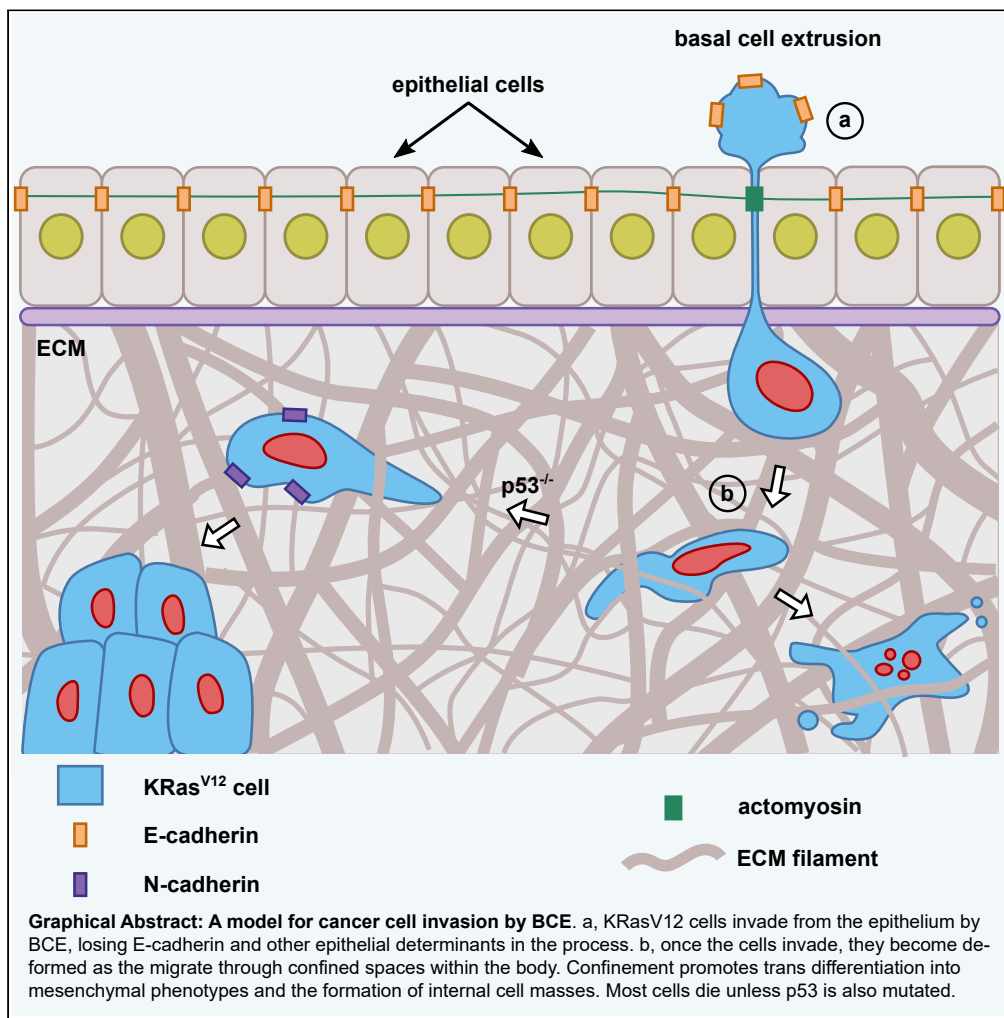 basal cell extrusion
epithelial cells
a
ECM
p53-/-
b
KRasV12 cell
E-cadherin
N-cadherin
actomyosin
ECM filament
Graphical Abstract: A model for cancer cell invasion by BCE. a, KRasV12 cells invade from the epithelium by
BCE, losing E-cadherin and other epithelial determinants in the process. b, once the cells invade, they become de-
formed as the migrate through confined spaces within the body. Confinement promotes trans differentiation into
mesenchymal phenotypes and the formation of internal cell masses. Most cells die unless p53 is also mutated.